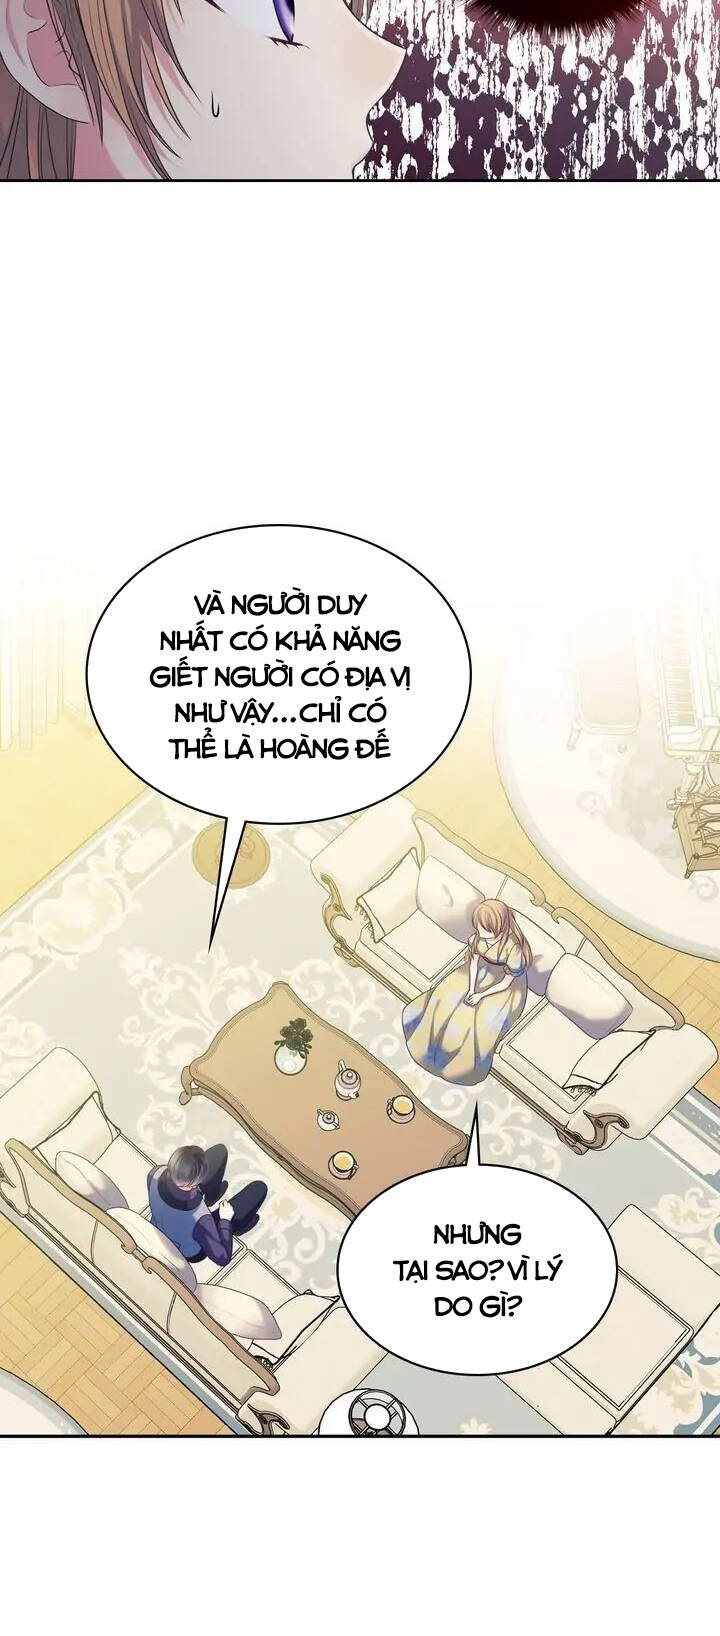 VÀ NGƯỜI DUY
NHẤT CÓ KHẢ NĂNG
GIẾT NGƯỜI CÓ ĐỊA VỊ
NHƯ VẬY...CHỈ CÓ
THỂ LÀ HOÀNG ĐẾ
NHƯNG
TẠI SAO? VÌ LÝ
DO GÌ?